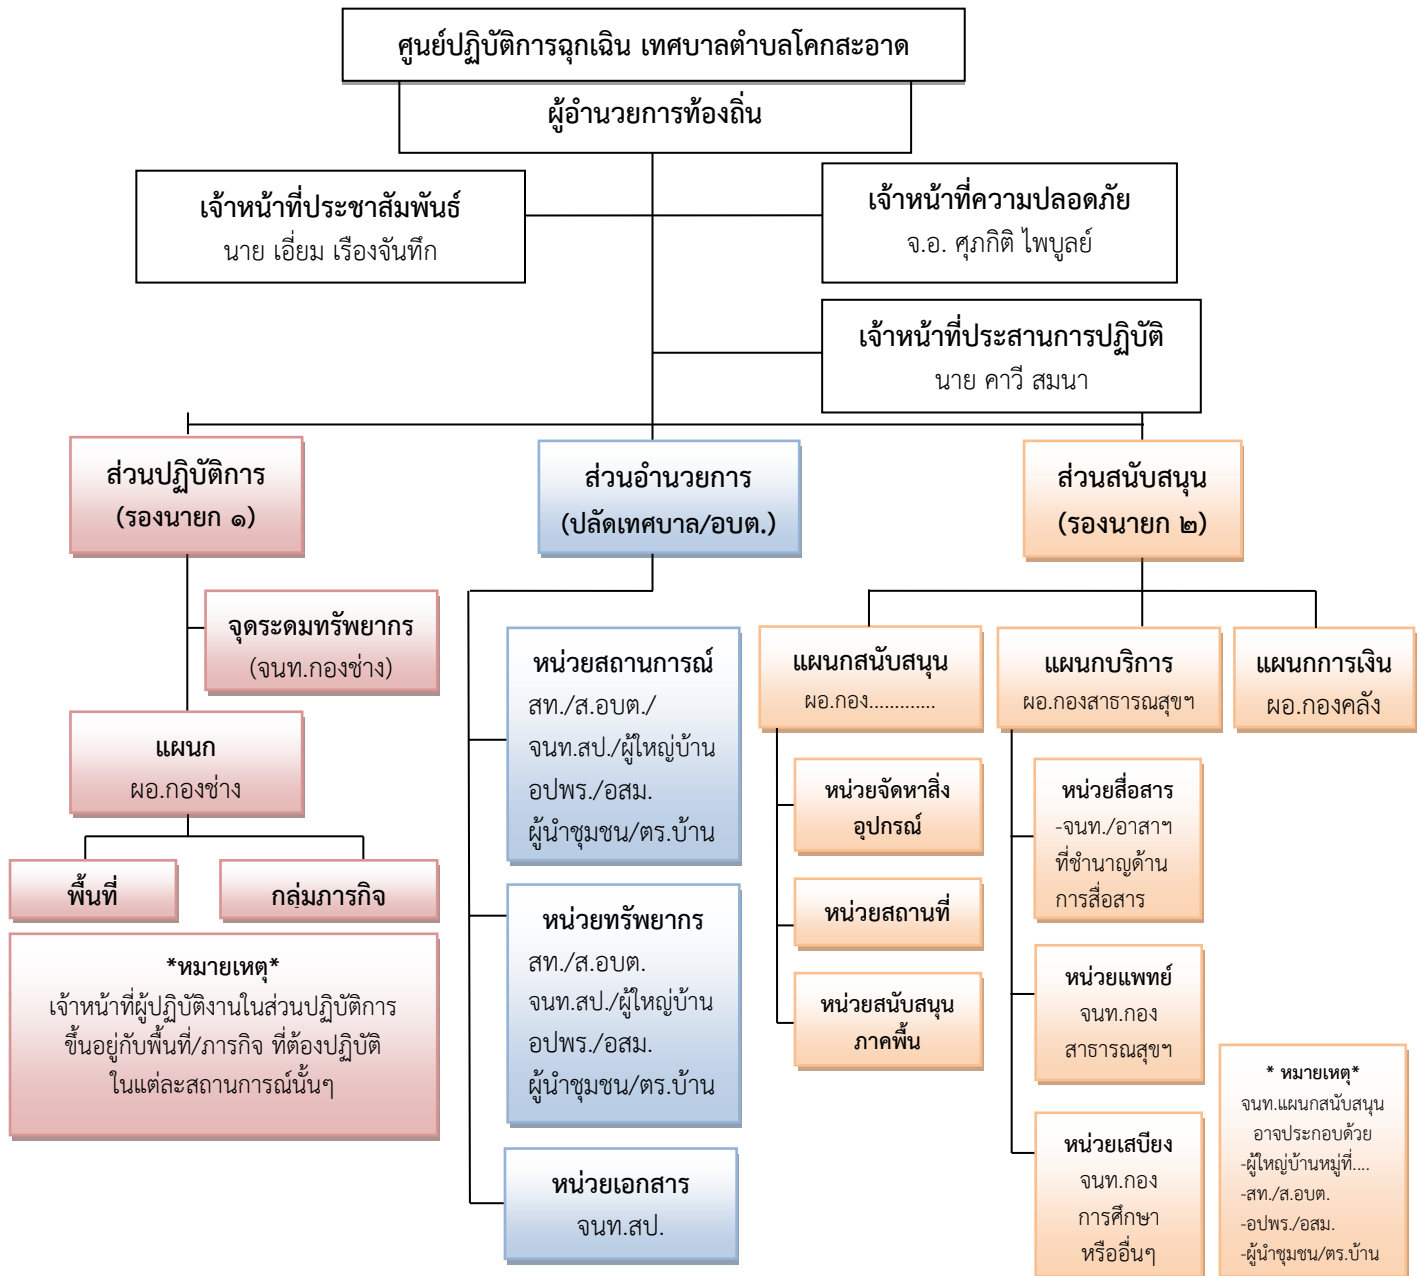 ศูนย์ปฏิบัติการฉุกเฉิน เทศบาลตำบลโคกสะอาด
ผู้อำนวยการท้องถิ่น
เจ้าหน้าที่ประชาสัมพันธ์
นาย เอี่ยม เรืองจันทึก
เจ้าหน้าที่ความปลอดภัย
จ.อ. ศุภกิติ ไพบูลย์
เจ้าหน้าที่ประสานการปฏิบัติ
นาย คาวี สมนา
ส่วนปฏิบัติการ
(รองนายก ๑)
จุดระดมทรัพยากร
(จนท.กองช่าง)
แผนก
ผอ.กองช่าง
พื้นที่
กลุ่มภารกิจ
*หมายเหตุ*
เจ้าหน้าที่ผู้ปฏิบัติงานในส่วนปฏิบัติการ
ขึ้นอยู่กับพื้นที่/ภารกิจ ที่ต้องปฏิบัติ
ในแต่ละสถานการณ์นั้นๆ
ส่วนอำนวยการ
(ปลัดเทศบาล/อบต.)
หน่วยสถานการณ์
สท./ส.อบต./
จนท.สป./ผู้ใหญ่บ้าน
อปพร./อสม.
ผู้นำชุมชน/ตร.บ้าน
หน่วยทรัพยากร
สท./ส.อบต.
จนท.สป./ผู้ใหญ่บ้าน
อปพร./อสม.
ผู้นำชุมชน/ตร.บ้าน
หน่วยเอกสาร
จนท.สป.
ส่วนสนับสนุน
(รองนายก ๒)
แผนกสนับสนุน
ผอ.กอง.............
หน่วยจัดหาสิ่ง
อุปกรณ์
หน่วยสถานที่
หน่วยสนับสนุน
ภาคพื้น
แผนกบริการ
ผอ.กองสาธารณสุขฯ
หน่วยสื่อสาร
-จนท./อาสาฯ
ที่ชำนาญด้าน
การสื่อสาร
หน่วยแพทย์
จนท.กอง
สาธารณสุขฯ
หน่วยเสบียง
จนท.กอง
การศึกษา
หรืออื่นๆ
แผนกการเงิน
ผอ.กองคลัง
* หมายเหตุ*
จนท.แผนกสนับสนุน
อาจประกอบด้วย
-ผู้ใหญ่บ้านหมู่ที่....
-สท./ส.อบต.
-อปพร./อสม.
-ผู้นำชุมชน/ตร.บ้าน